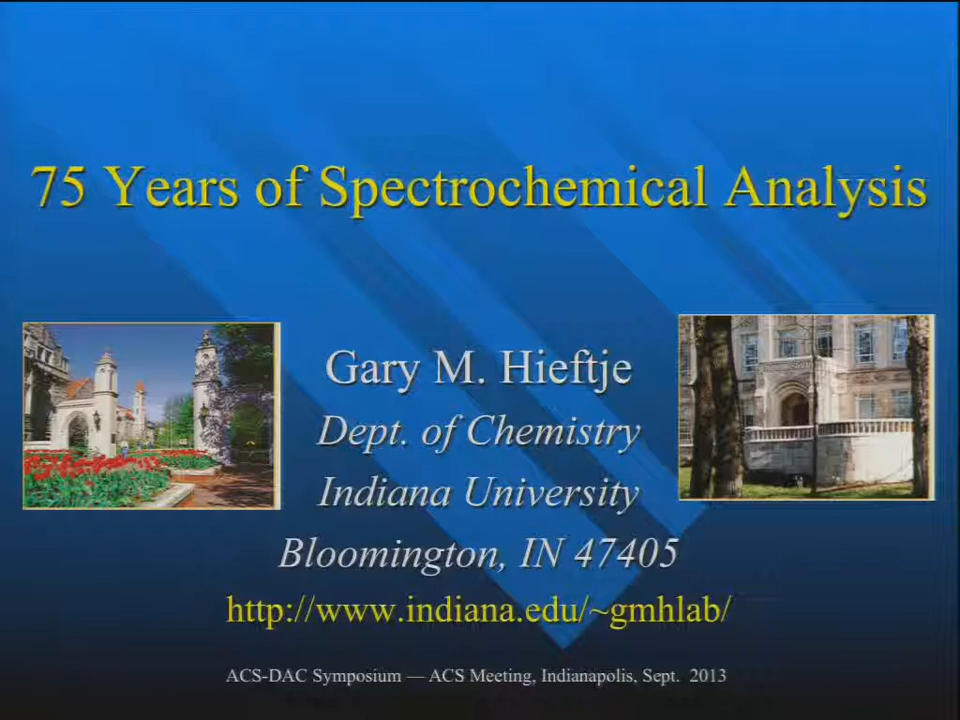 75 Years of Spectrochemical Analysis
Gary M. Hieftje
Dept. of Chemistry
Indiana University
Bloomington, IN 47405
http://www.indiana.edu/~gmhlab/
ACS-DAC Symposium — ACS Meeting, Indianapolis, Sept. 2013